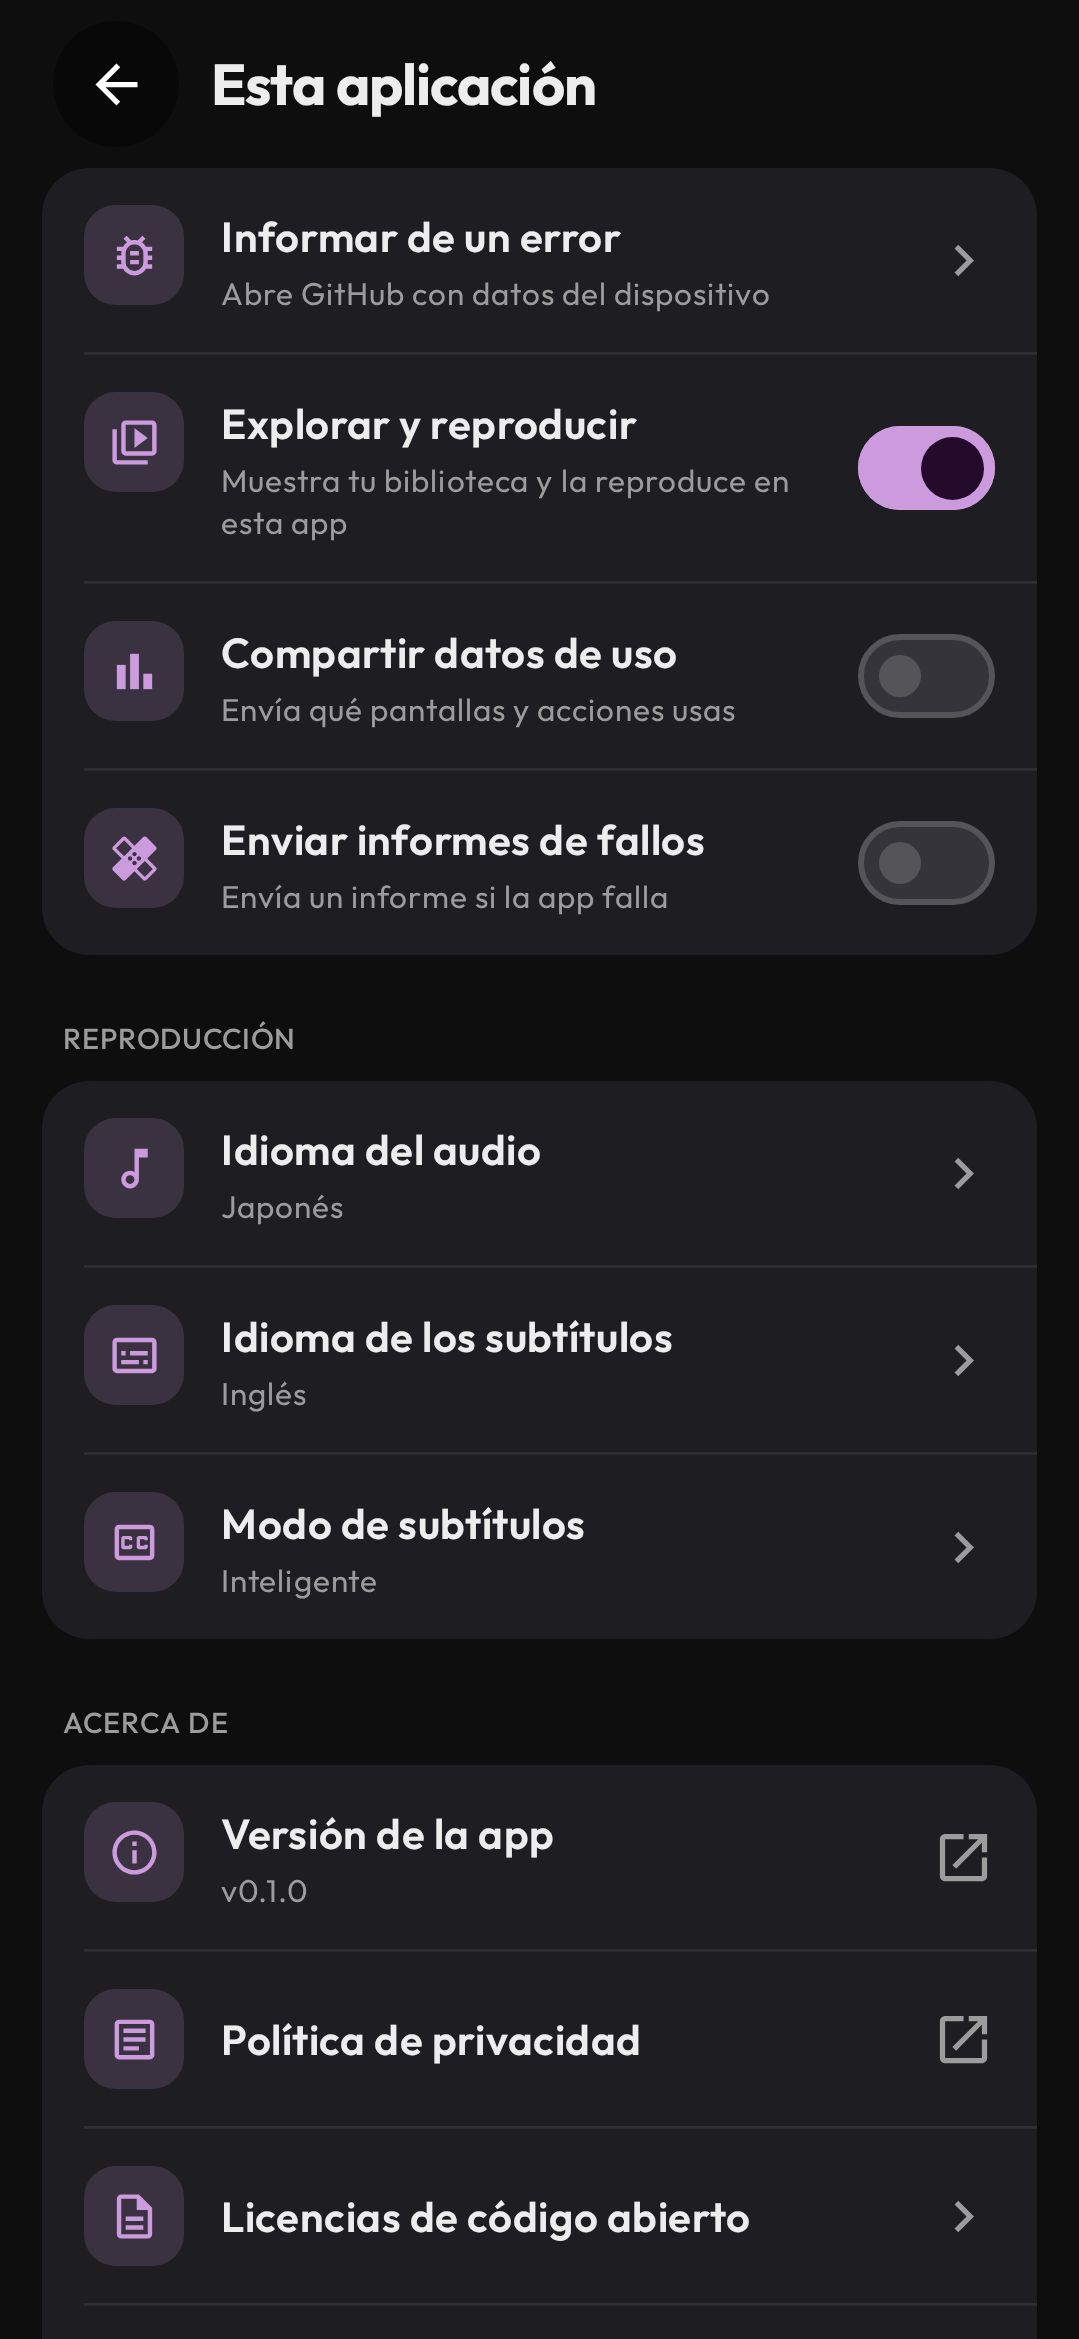 Esta aplicación
Informar de un error
Abre GitHub con datos del dispositivo
Explorar y reproducir
Muestra tu biblioteca y la reproduce en
esta app
Compartir datos de uso
Envía qué pantallas y acciones usas
Enviar informes de fallos
Envía un informe si la app falla
REPRODUCCIÓN
Idioma del audio
Japonés
Idioma de los subtítulos
Inglés
CC
Modo de subtítulos
Inteligente
ACERCA DE
Versión de la app
v0.1.0
Política de privacidad
Licencias de código abierto